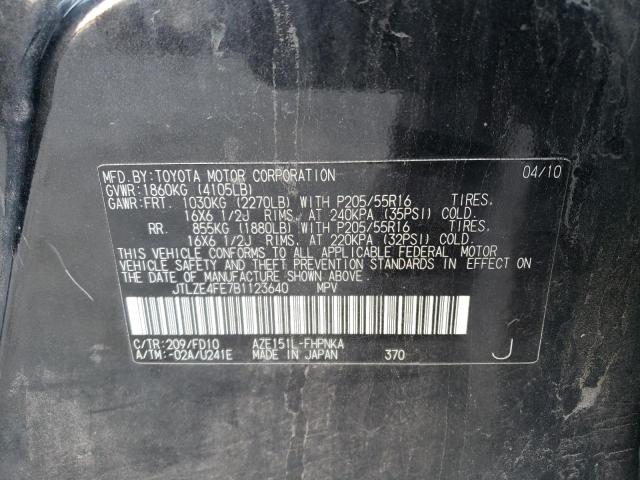 MFD.BY:TOYOTA MOTOR CORPORATION 04/10
GVWR:1860KG (4105LB)
GAWR:FRT. 1030KG (2270LB) WITH P205/55R16 TIRES,
16X6 1/2J RIMS, AT 240KPA (35PSI) COLD.
RR. 855KG (1880LB) WITH P205/55R16 TIRES,
16X6 1/2J RIMS, AT 220KPA (32PSI) COLD.
THIS VEHICLE CONFORMS TO ALL APPLICABLE FEDERAL MOTOR
VEHICLE SAFETY AND THEFT PREVENTION STANDARDS IN EFFECT ON
THE DATE OF MANUFACTURE SHOWN ABOVE.
JTLZE4FE7B1123640 MPV
C/TR:209/FD10 AZE151L-FHPNKA
A/TM:-02A/U241E MADE IN JAPAN 370 J